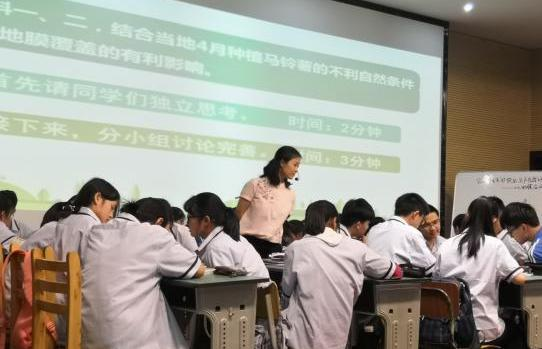 料一、二，结合当地4月种植马铃薯的不利自然条件
地膜覆盖的有利影响。
首先请同学们独立思考。 时间：2分钟
接下来，分小组讨论完善。 时间：3分钟